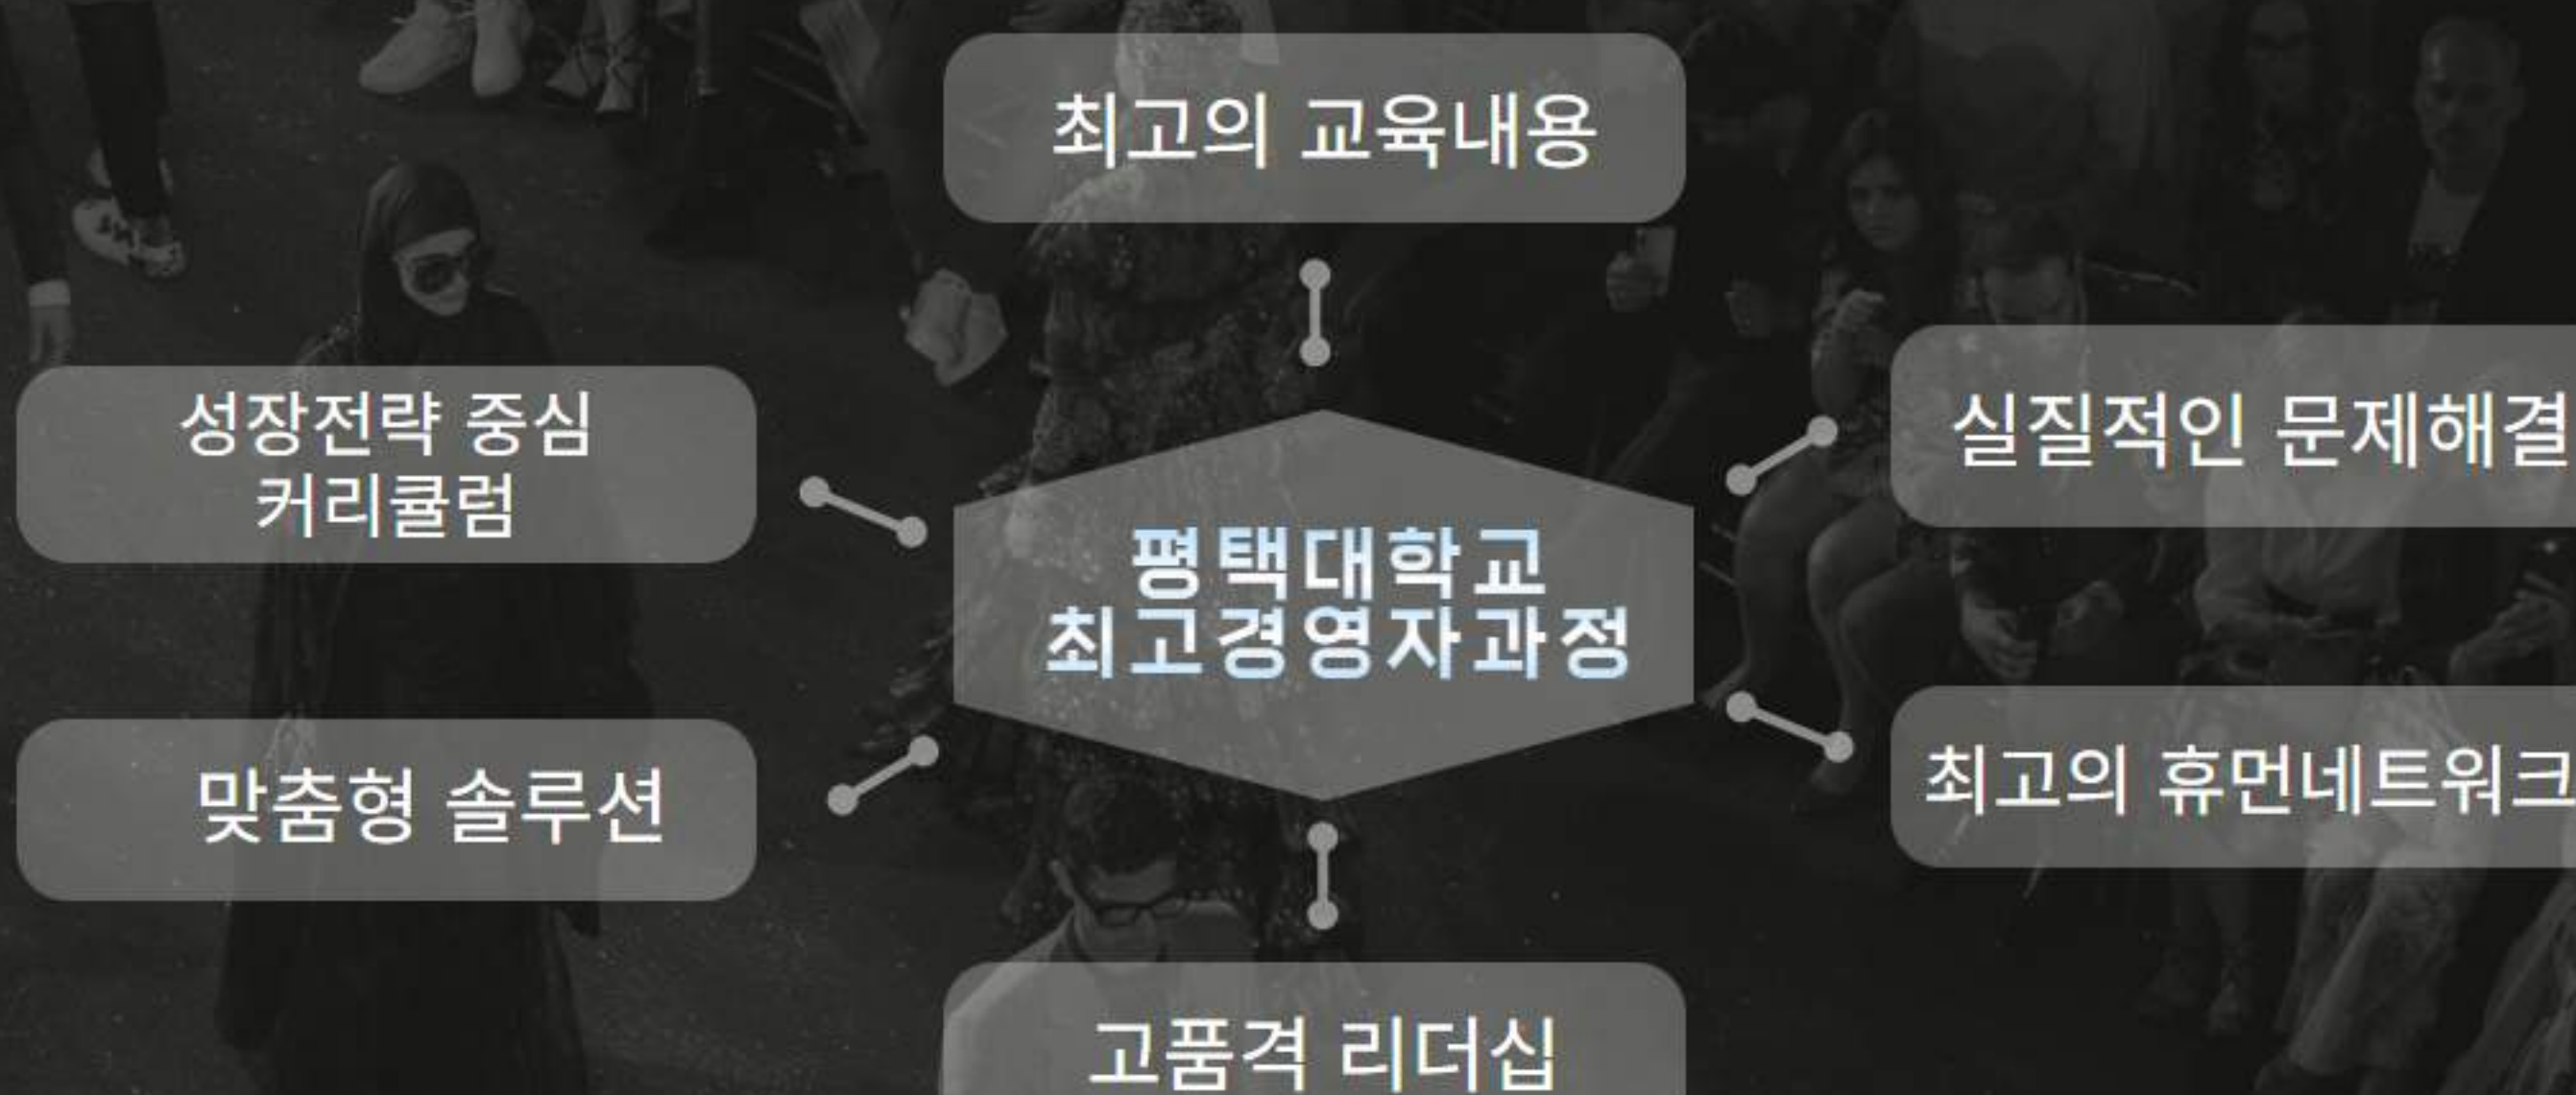 최고의 교육내용
성장전략 중심
커리큘럼
실질적인 문제해결
평택대학교
최고경영자과정
맞춤형 솔루션
최고의 휴먼네트워크
고품격 리더십